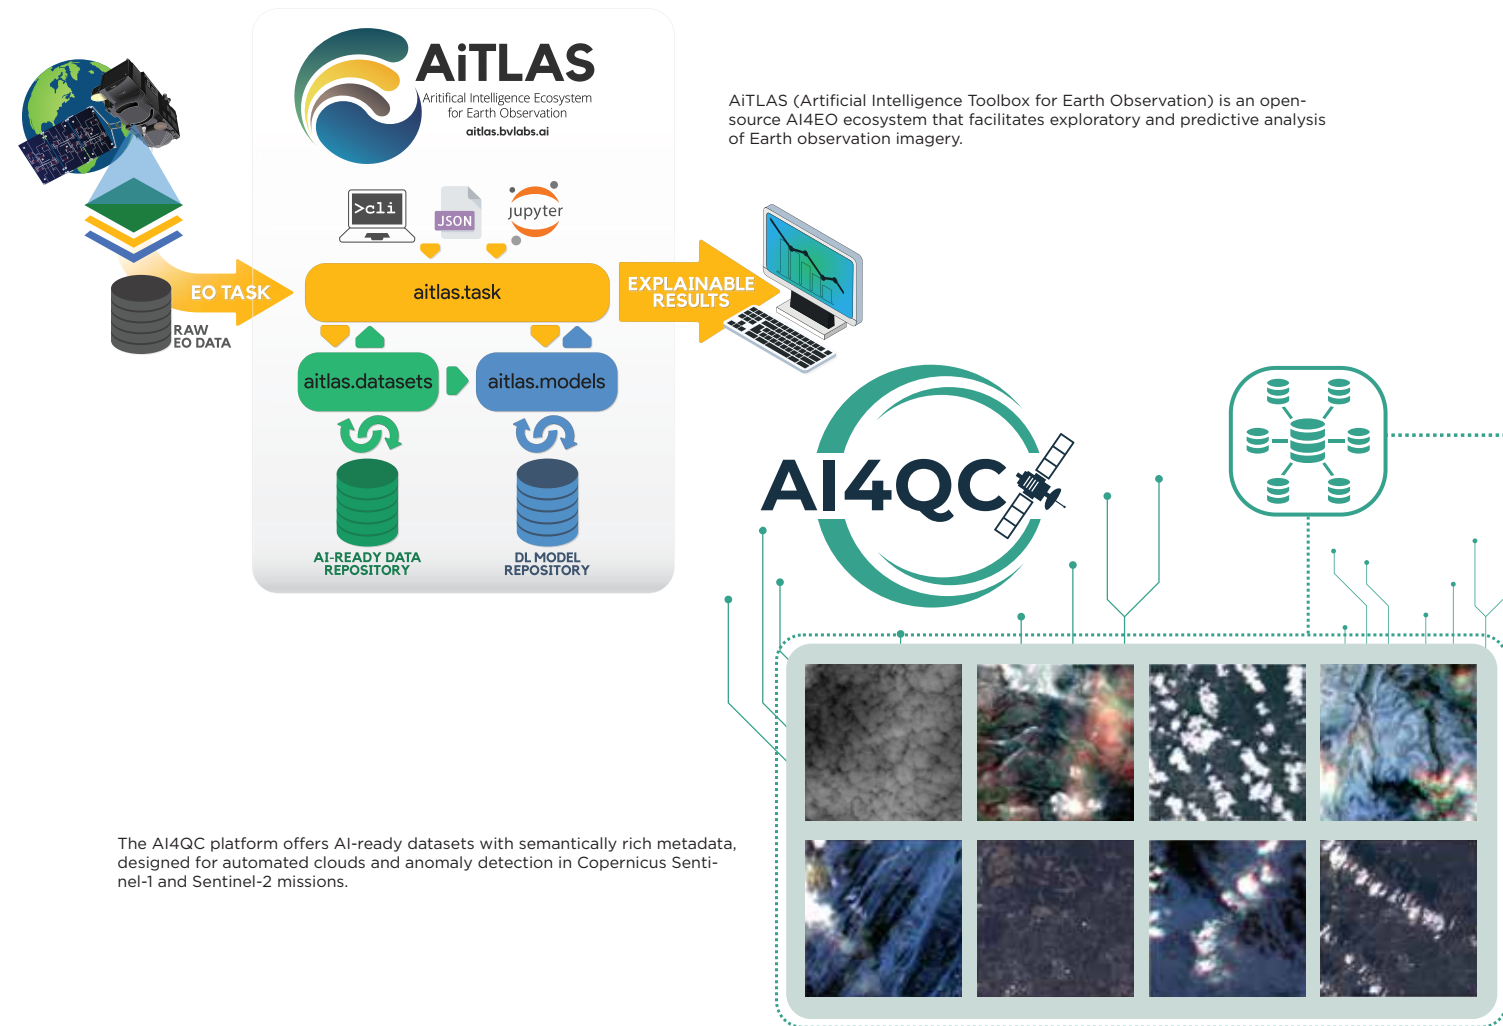 AiTLAS
Aritifical Intelligence Ecosystem
for Earth Observation
aitlas.bvlabs.ai
AiTLAS (Artificial Intelligence Toolbox for Earth Observation) is an open-
source AI4EO ecosystem that facilitates exploratory and predictive analysis
of Earth observation imagery.
>cli
JSON
jupyter
EO TASK
aitlas.task
EXPLAINABLE
RESULTS
RAW
EO DATA
aitlas.datasets
aitlas.models
AI-READY DATA
REPOSITORY
DL MODEL
REPOSITORY
AI4QC
The AI4QC platform offers AI-ready datasets with semantically rich metadata,
designed for automated clouds and anomaly detection in Copernicus Senti-
nel-1 and Sentinel-2 missions.